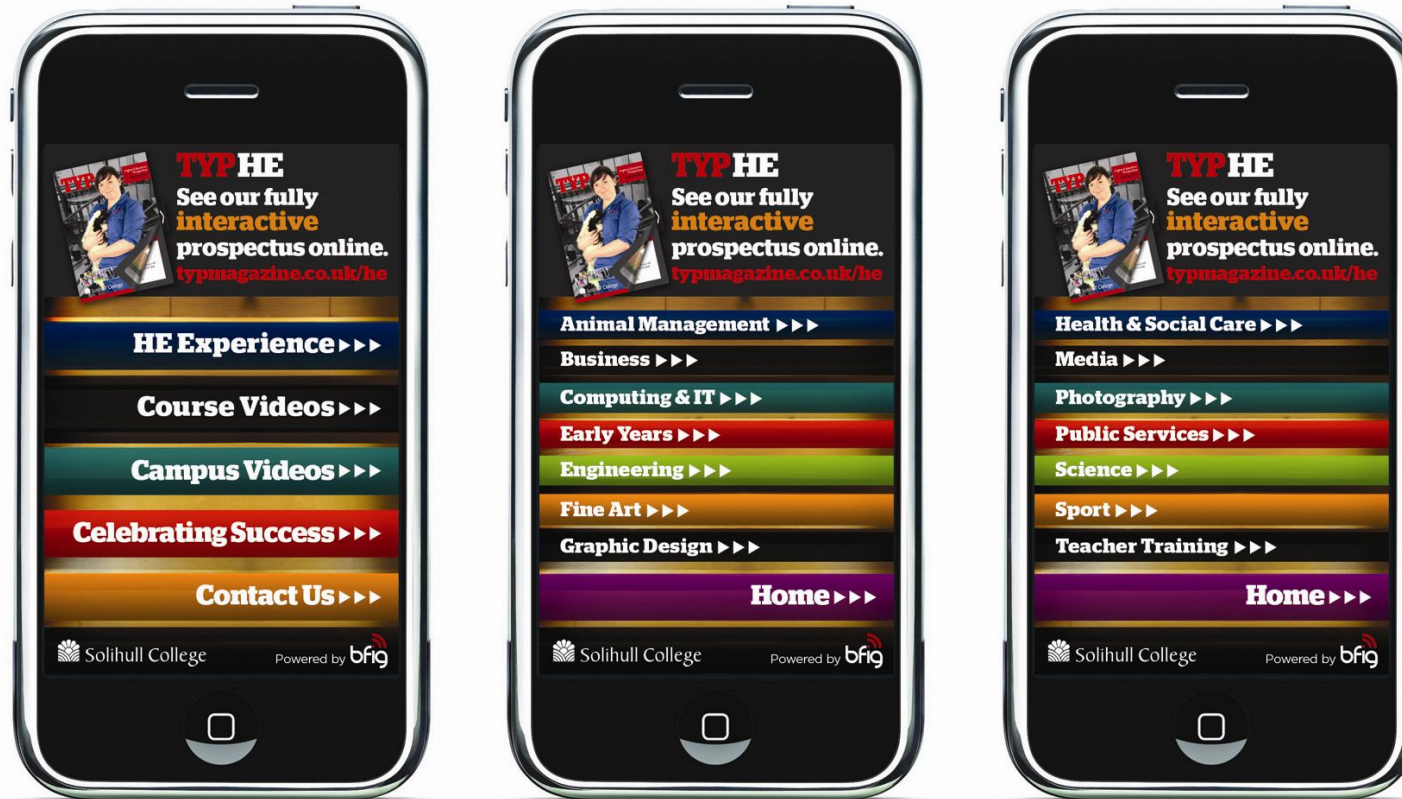 TYP
TYPHE
See our fully
interactive
prospectus online.
typmagazine.co.uk/he
HE Experience ►►►
Course Videos ►►►
Campus Videos ►►►
Celebrating Success ►►►
Contact Us ►►►
Solihull College
Powered by bfig
TYP
TYPHE
See our fully
interactive
prospectus online.
typmagazine.co.uk/he
Animal Management ►►►
Business ►►►
Computing & IT ►►►
Early Years ►►►
Engineering ►►►
Fine Art ►►►
Graphic Design ►►►
Home ►►►
Solihull College
Powered by bfig
TYP
TYPHE
See our fully
interactive
prospectus online.
typmagazine.co.uk/he
Health & Social Care ►►►
Media ►►►
Photography ►►►
Public Services ►►►
Science ►►►
Sport ►►►
Teacher Training ►►►
Home ►►►
Solihull College
Powered by bfig